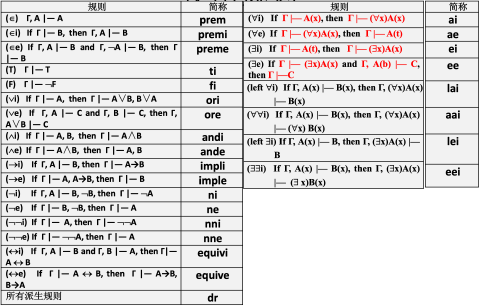 规则 简称
(∈) Γ, A |— A prem
(∈i) If Γ |— B, then Γ, A |— B premi
(∈e) If Γ, A |— B and Γ, ¬A |— B, then Γ
|— B preme
(T) Γ |— T ti
(F) Γ |— ¬F fi
(∨i) If Γ |— A, then Γ |— A∨B, B∨A ori
(∨e) If Γ, A |— C and Γ, B |— C, then Γ,
A∨B |— C ore
(∧i) If Γ |— A, B, then Γ |— A∧B andi
(∧e) If Γ |— A∧B, then Γ |— A, B ande
(→i) If Γ, A |— B, then Γ |— A→B impli
(→e) If Γ |— A, A→B, then Γ |— B imple
(¬i) If Γ, A |— B, ¬B, then Γ |— ¬A ni
(¬e) If Γ |— B, ¬B, then Γ |— A ne
(¬¬i) If Γ |— A, then Γ |— ¬¬A nni
(¬¬e) If Γ |— ¬¬A, then Γ |— A nne
(↔i) If Γ, A |— B and Γ, B |— A, then Γ|—
A ↔ B equivi
(↔e) If Γ |— A ↔ B, then Γ |— A→B,
B→A equive
所有派生规则 dr
规则 简称
(∀i) If Γ |— A(x), then Γ |— (∀x)A(x) ai
(∀e) If Γ |— (∀x)A(x), then Γ |— A(t) ae
(∃i) If Γ |— A(t), then Γ |— (∃x)A(x) ei
(∃e) If Γ |— (∃x)A(x) and Γ, A(b) |— C,
then Γ |—C ee
(left ∀i) If Γ, A(x) |— B(x), then Γ, (∀x)A(x)
|— B(x) lai
(∀∀i) If Γ, A(x) |— B(x), then Γ, (∀x)A(x)
|— (∀x) B(x) aai
(left ∃i) If Γ, A(x) |— B, then Γ, (∃x)A(x) |—
B lei
(∃∃i) If Γ, A(x) |— B(x), then Γ, (∃x)A(x)
|— (∃ x)B(x) eei